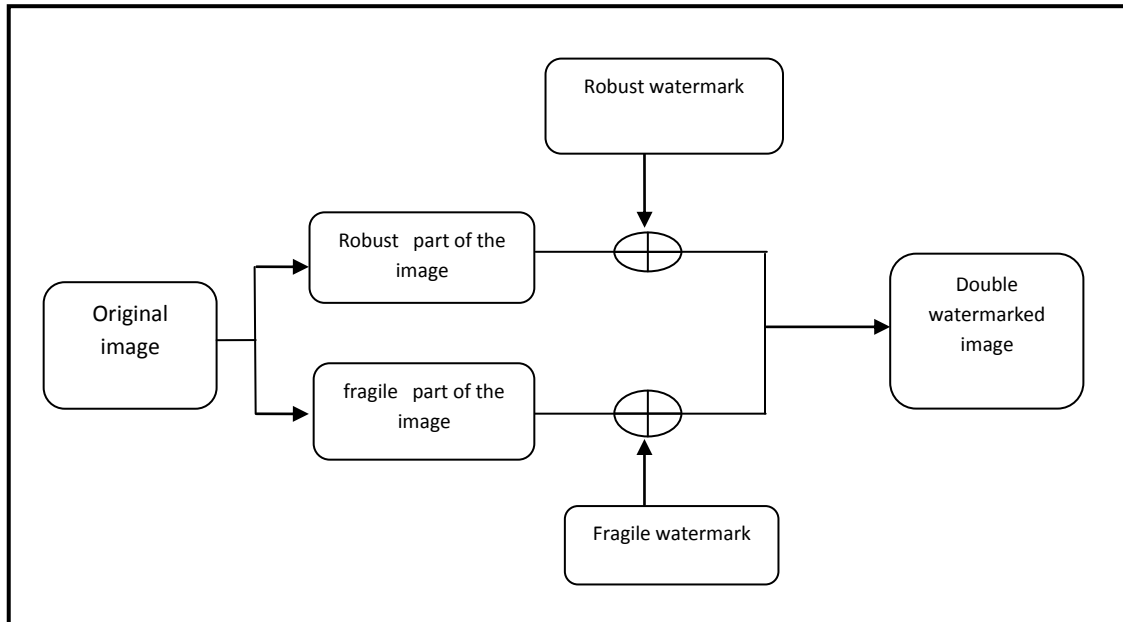 Robust watermark
Robust part of the
image
Original
image
Double
watermarked
image
fragile part of the
image
Fragile watermark